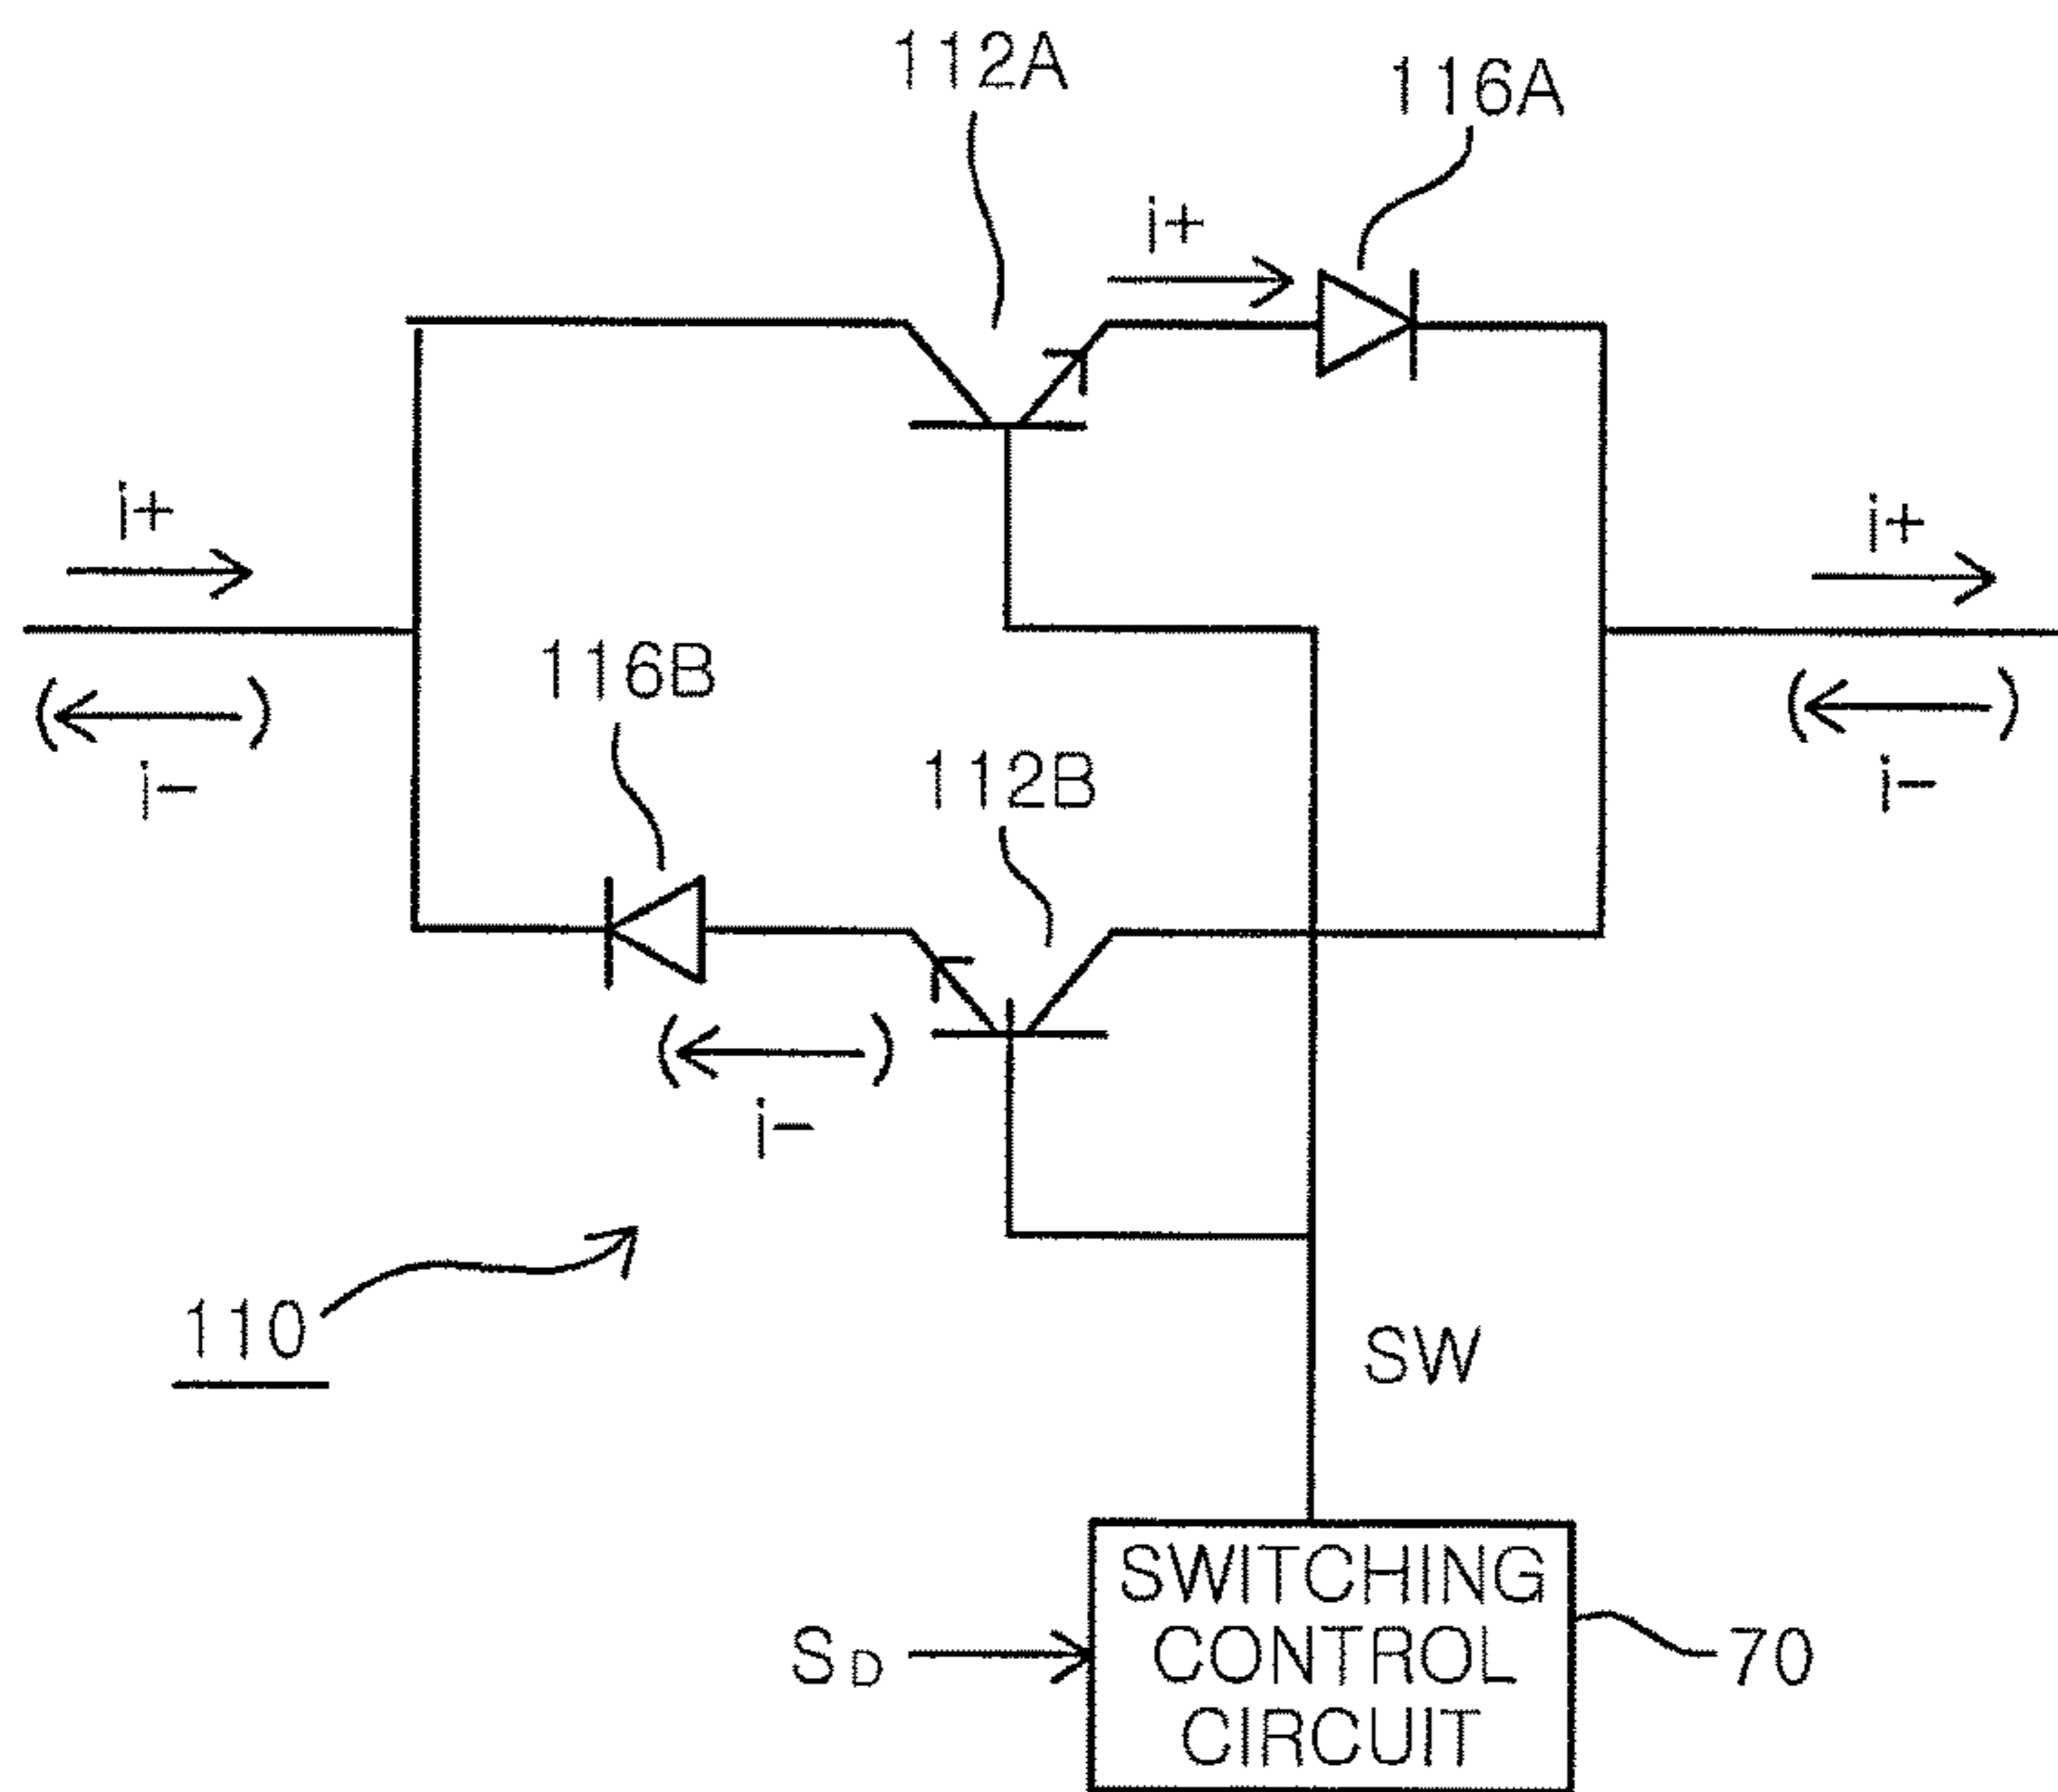 112A
116A
i+
i+
i+
116B
i-
112B
i-
i-
110
SW
SWITCHING
CONTROL
CIRCUIT
SD
70